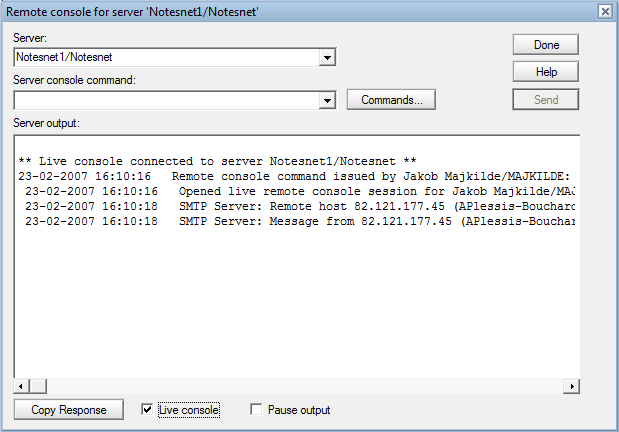 Remote console for server 'Notesnet1/Notesnet'
Server:
Notesnet1/Notesnet
Done
Help
Server console command:
Commands...
Send
Server output:
** Live console connected to server Notesnet1/Notesnet **
23-02-2007 16:10:16 Remote console command issued by Jakob Majkilde/MAJKILDE:
23-02-2007 16:10:16 Opened live remote console session for Jakob Majkilde/MAJ
23-02-2007 16:10:18 SMTP Server: Remote host 82.121.177.45 (APlessis-Bouchard
23-02-2007 16:10:18 SMTP Server: Message from 82.121.177.45 (APlessis-Bouchar
Copy Response
Live console
Pause output